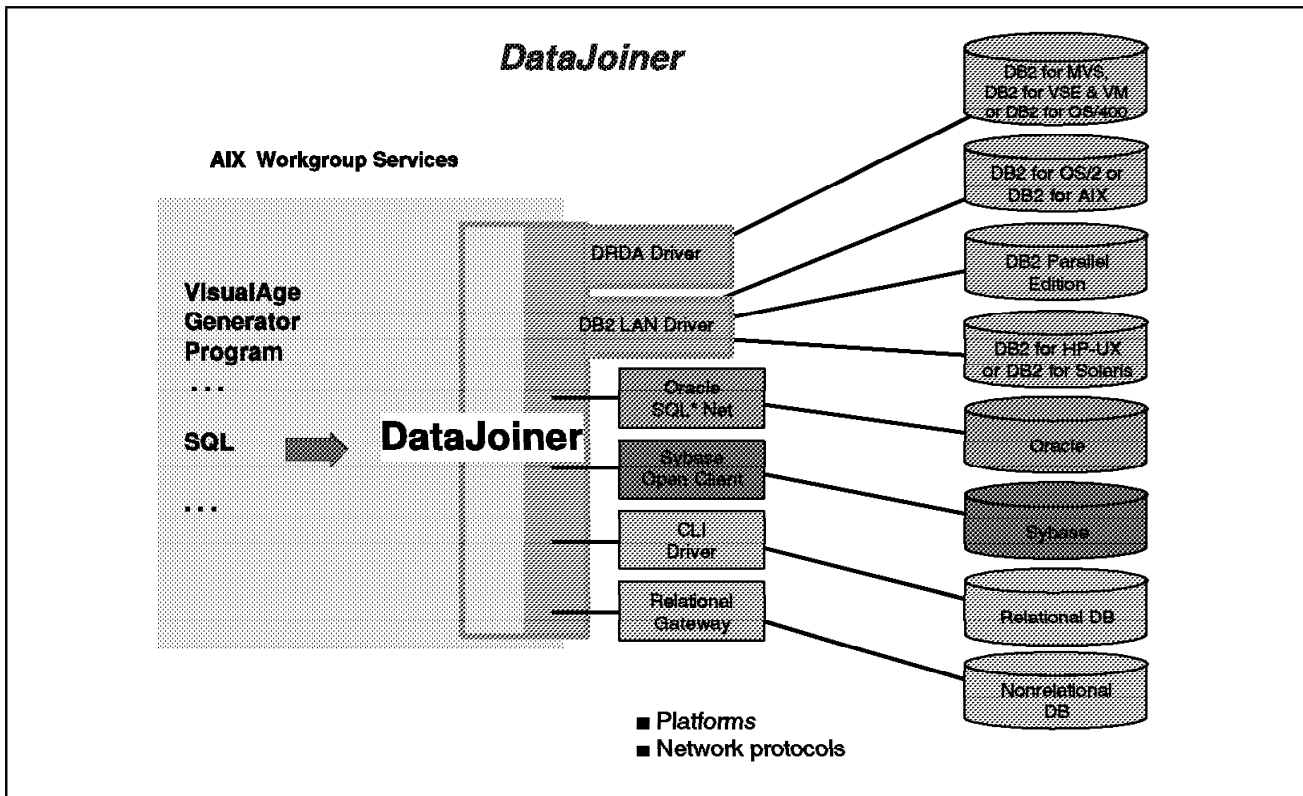 DataJoiner
AIX Workgroup Services
VisualAge
Generator
Program
...
SQL
...
DataJoiner
DRDA Driver
DB2 LAN Driver
Oracle
SQL* Net
Sybase
Open Client
CLI
Driver
Relational
Gateway
DB2 for MVS,
DB2 for VSE & VM
or DB2 for OS/400
DB2 for OS/2 or
DB2 for AIX
DB2 Parallel
Edition
DB2 for HP-UX
or DB2 for Solaris
Oracle
Sybase
Relational DB
Nonrelational
DB
■ Platforms
■ Network protocols